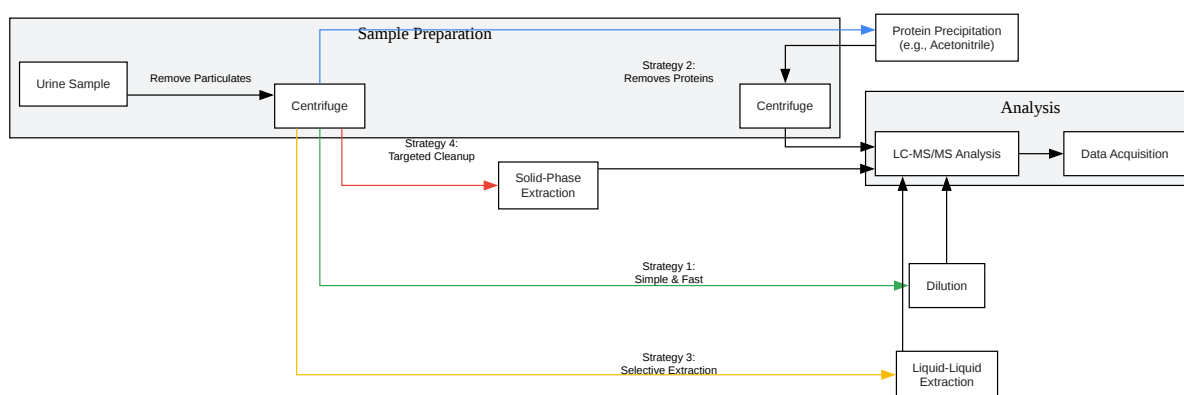 Sample Preparation
Protein Precipitation
(e.g., Acetonitrile)
Urine Sample
Remove Particulates
Centrifuge
Strategy 2:
Removes Proteins
Centrifuge
Analysis
Strategy 4:
Targeted Cleanup
LC-MS/MS Analysis
Data Acquisition
Solid-Phase
Extraction
Strategy 1:
Simple & Fast
Dilution
Strategy 3:
Selective Extraction
Liquid-Liquid
Extraction